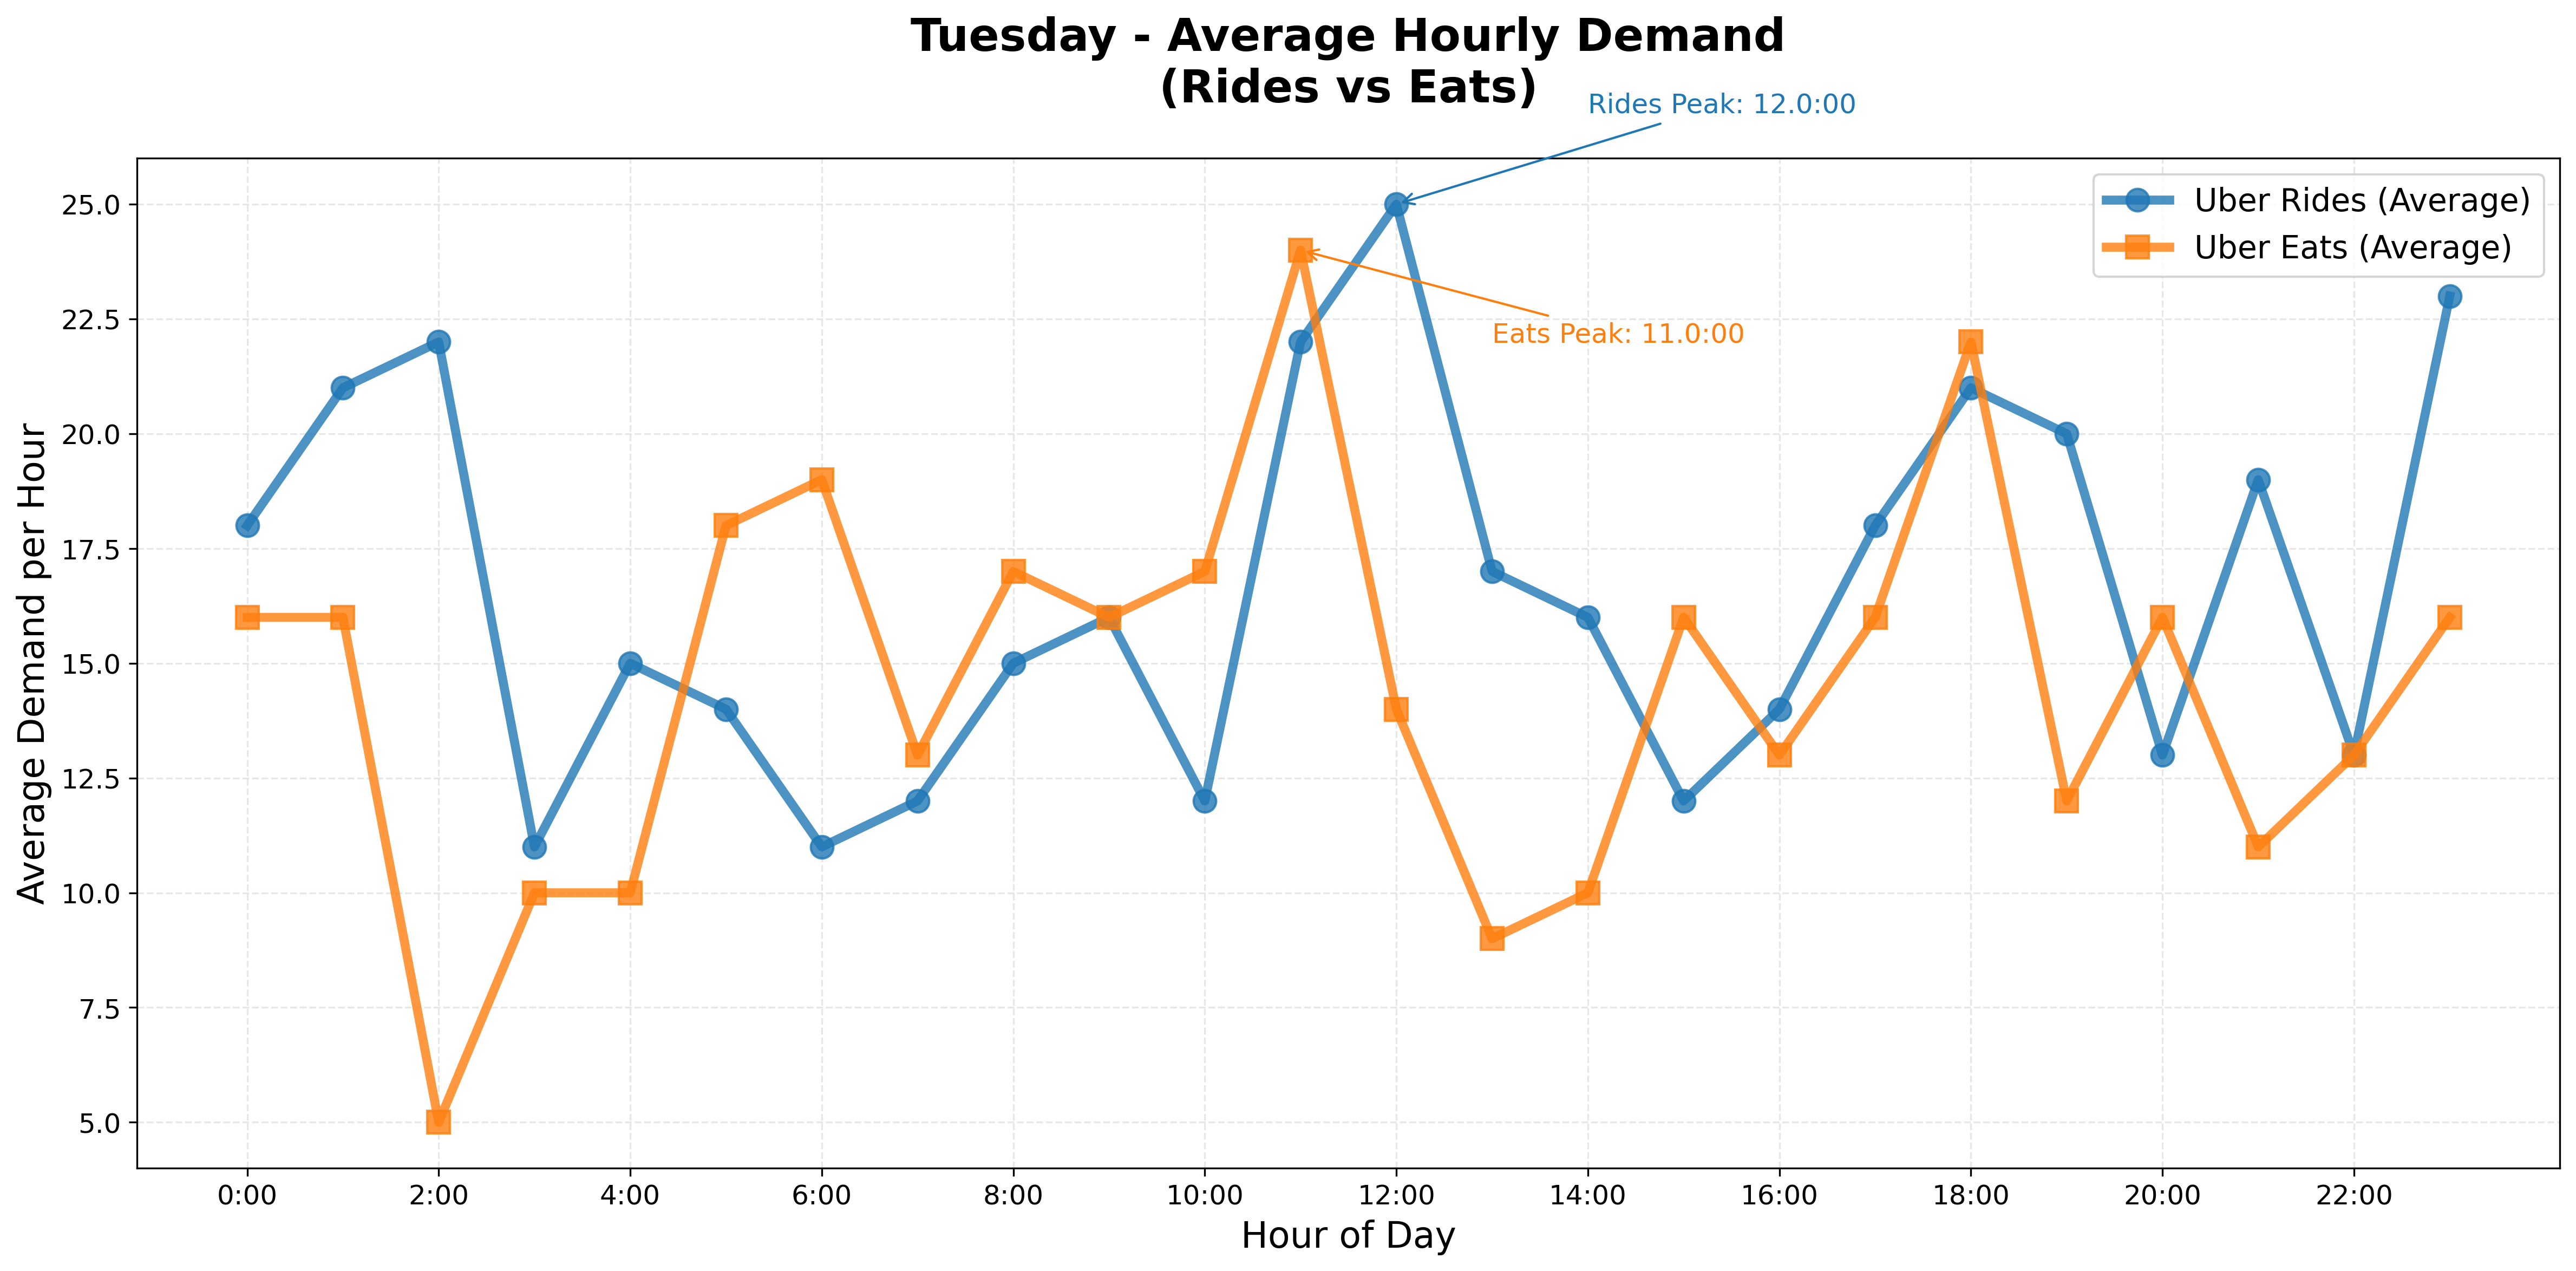 Tuesday - Average Hourly Demand
(Rides vs Eats)
Rides Peak: 12.0:00
Uber Rides (Average)
Uber Eats (Average)
Eats Peak: 11.0:00
Average Demand per Hour
25.0
22.5
20.0
17.5
15.0
12.5
10.0
7.5
5.0
0:00 2:00 4:00 6:00 8:00 10:00 12:00 14:00 16:00 18:00 20:00 22:00
Hour of Day